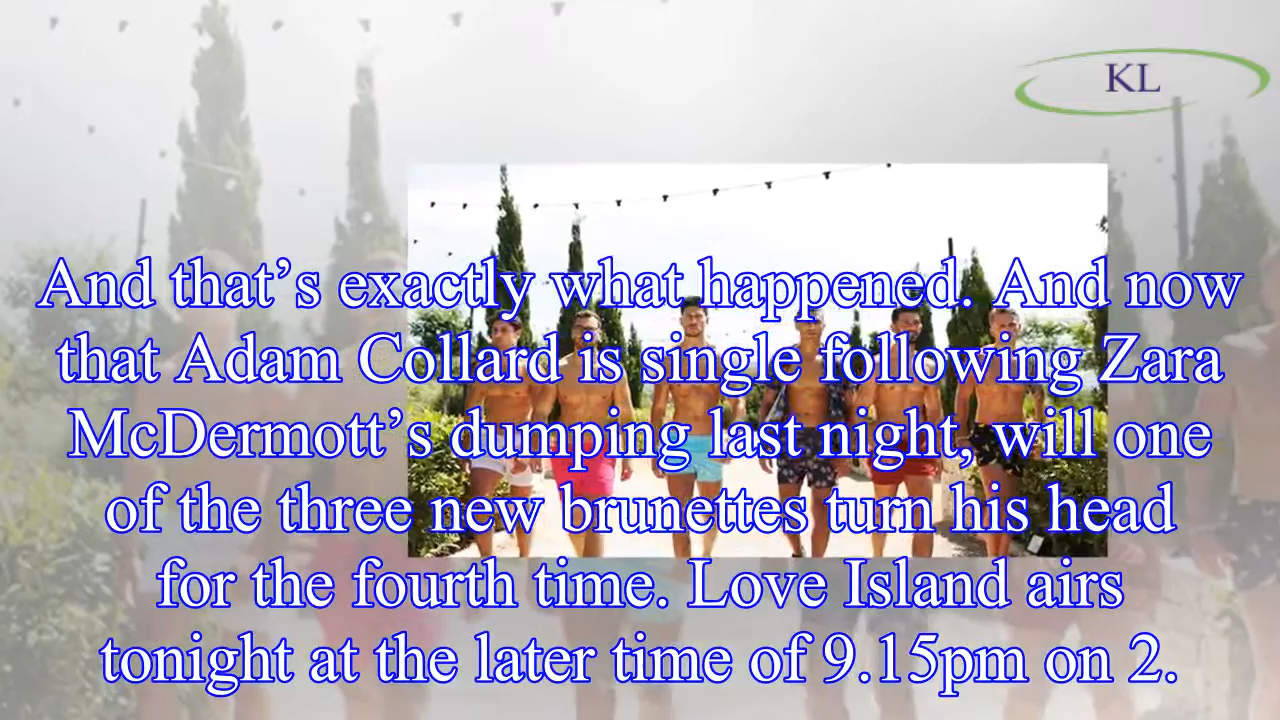 KL
And that’s exactly what happened. And now
that Adam Collard is single following Zara
McDermott’s dumping last night, will one
of the three new brunettes turn his head
for the fourth time. Love Island airs
tonight at the later time of 9.15pm on 2.